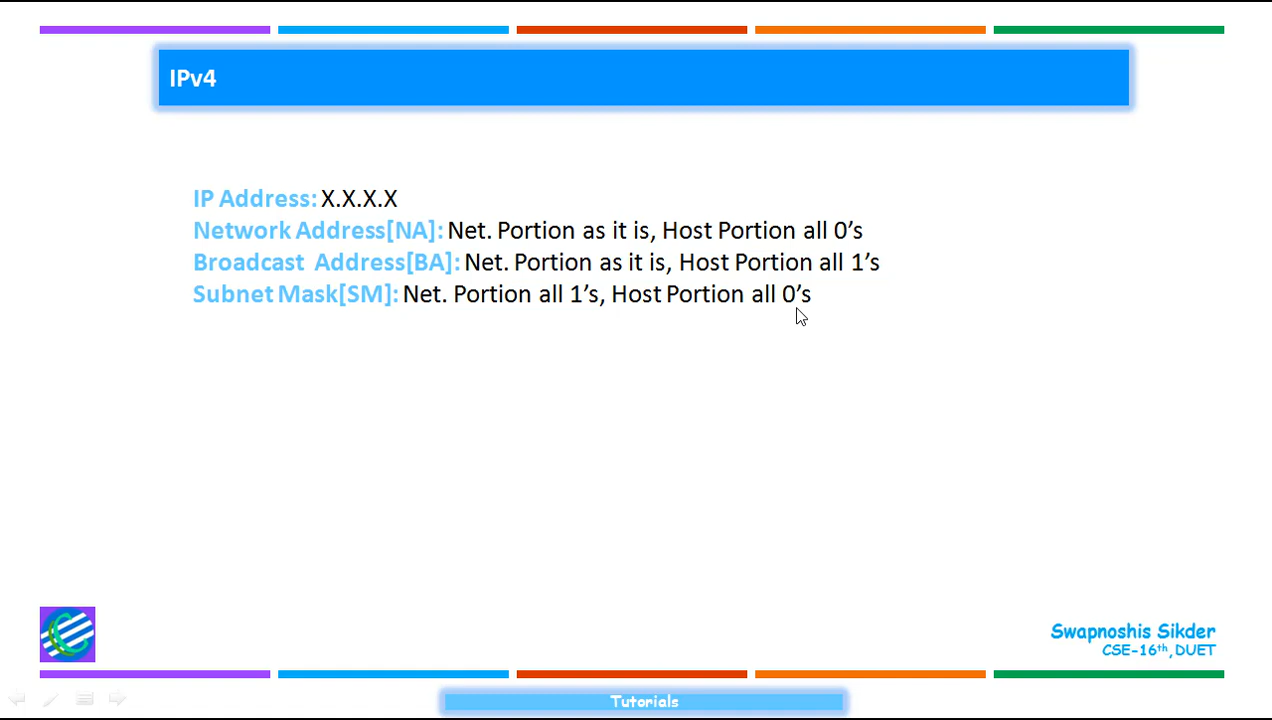 IPv4
IP Address: X.X.X.X
Network Address[NA]: Net. Portion as it is, Host Portion all 0’s
Broadcast Address[BA]: Net. Portion as it is, Host Portion all 1’s
Subnet Mask[SM]: Net. Portion all 1’s, Host Portion all 0’s
Swapnoshis Sikder
CSE-16th,DUET
Tutorials